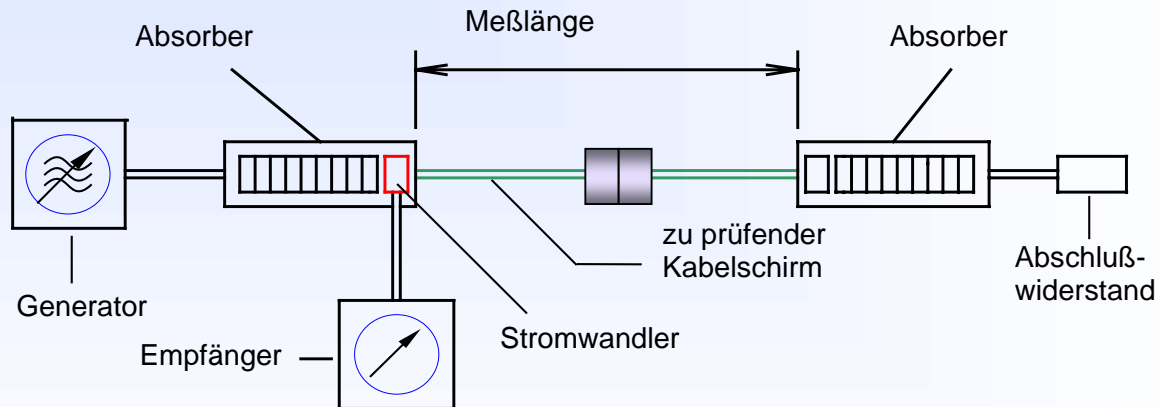 Absorber
Meßlänge
Absorber
zu prüfender
Kabelschirm
Abschluß-
widerstand
Generator
Stromwandler
Empfänger